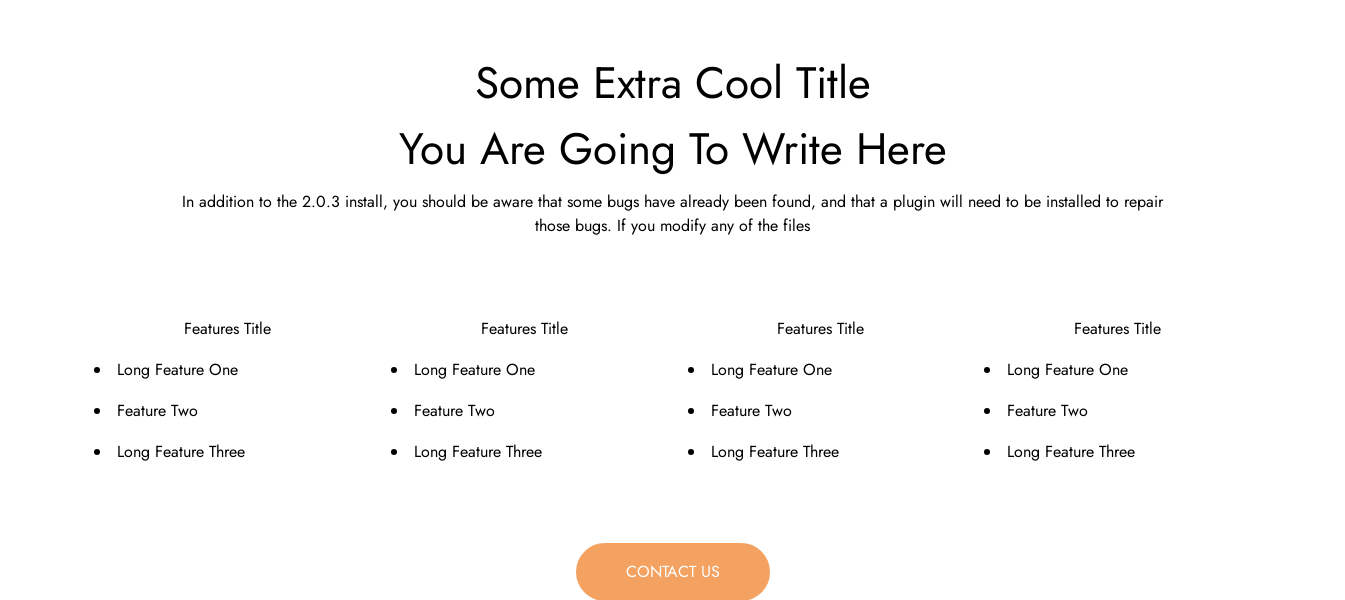 Some Extra Cool Title
You Are Going To Write Here
In addition to the 2.0.3 install, you should be aware that some bugs have already been found, and that a plugin will need to be installed to repair
those bugs. If you modify any of the files
Features Title
Long Feature One
Feature Two
Long Feature Three
Features Title
Long Feature One
Feature Two
Long Feature Three
Features Title
Long Feature One
Feature Two
Long Feature Three
Features Title
Long Feature One
Feature Two
Long Feature Three
CONTACT US